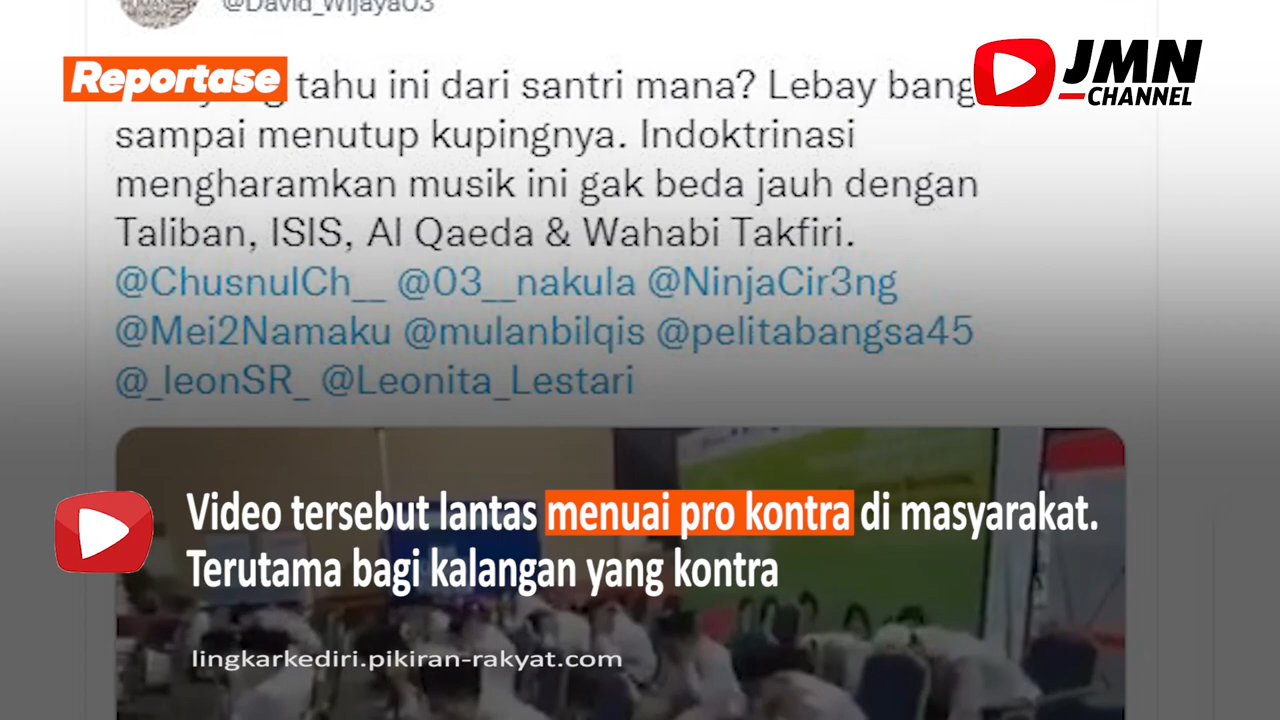 @David_Wijaya03
Reportase
tahu ini dari santri mana? Lebay bang
sampai menutup kupingnya. Indoktrinasi
mengharamkan musik ini gak beda jauh dengan
Taliban, ISIS, Al Qaeda & Wahabi Takfiri.
@ChusnulCh__ @03__nakula @NinjaCir3ng
@Mei2Namaku @mulanbilqis @pelitabangsa45
@_leonSR_ @Leonita_Lestari
JMN
CHANNEL
Video tersebut lantas menuai pro kontra di masyarakat.
Terutama bagi kalangan yang kontra
lingkarkediri.pikiran-rakyat.com